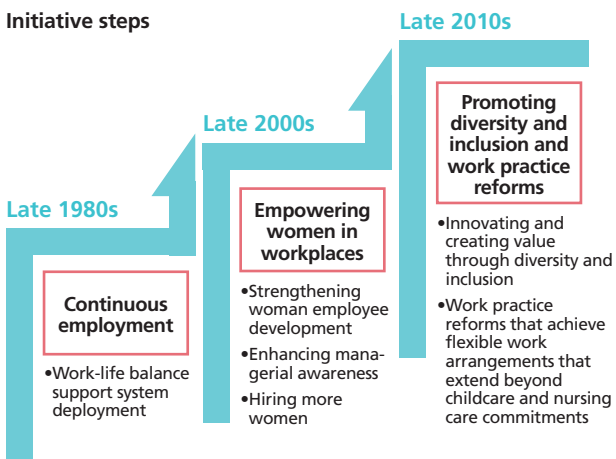 Initiative steps
Late 1980s
Continuous
employment
•Work-life balance
support system
deployment
Late 2000s
Empowering
women in
workplaces
•Strengthening
woman employee
development
•Enhancing mana-
gerial awareness
•Hiring more
women
Late 2010s
Promoting
diversity and
inclusion and
work practice
reforms
•Innovating and
creating value
through diversity and
inclusion
•Work practice
reforms that achieve
flexible work
arrangements that
extend beyond
childcare and nursing
care commitments